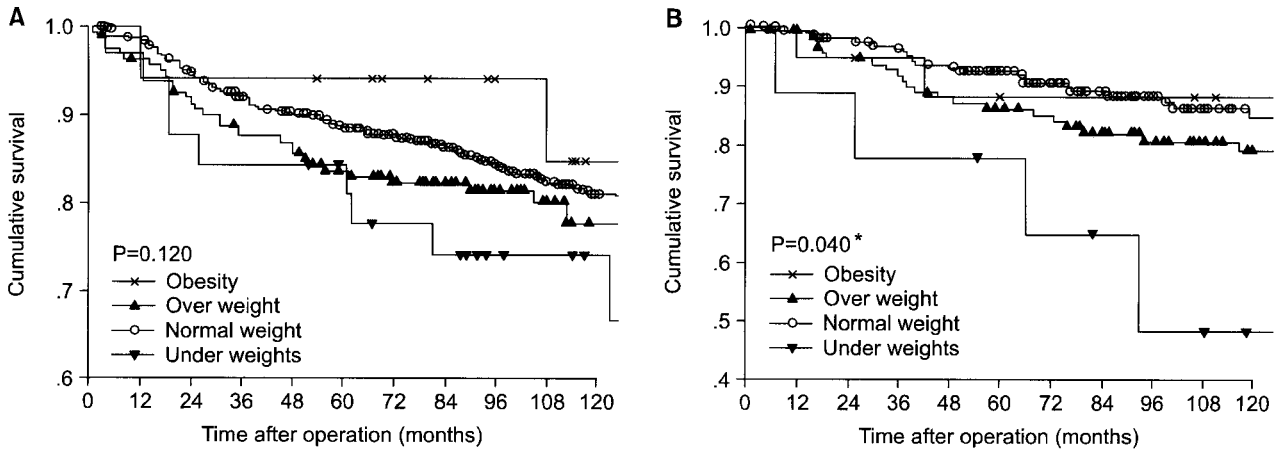 A
1.0
.9
.8
.7
.6
Cumulative survival
P=0.120
Obesity
Over weight
Normal weight
Under weights
0 12 24 36 48 60 72 84 96 108 120
Time after operation (months)
B
1.0
.9
.8
.7
.6
.5
.4
Cumulative survival
P=0.040*
Obesity
Over weight
Normal weight
Under weights
0 12 24 36 48 60 72 84 96 108 120
Time after operation (months)